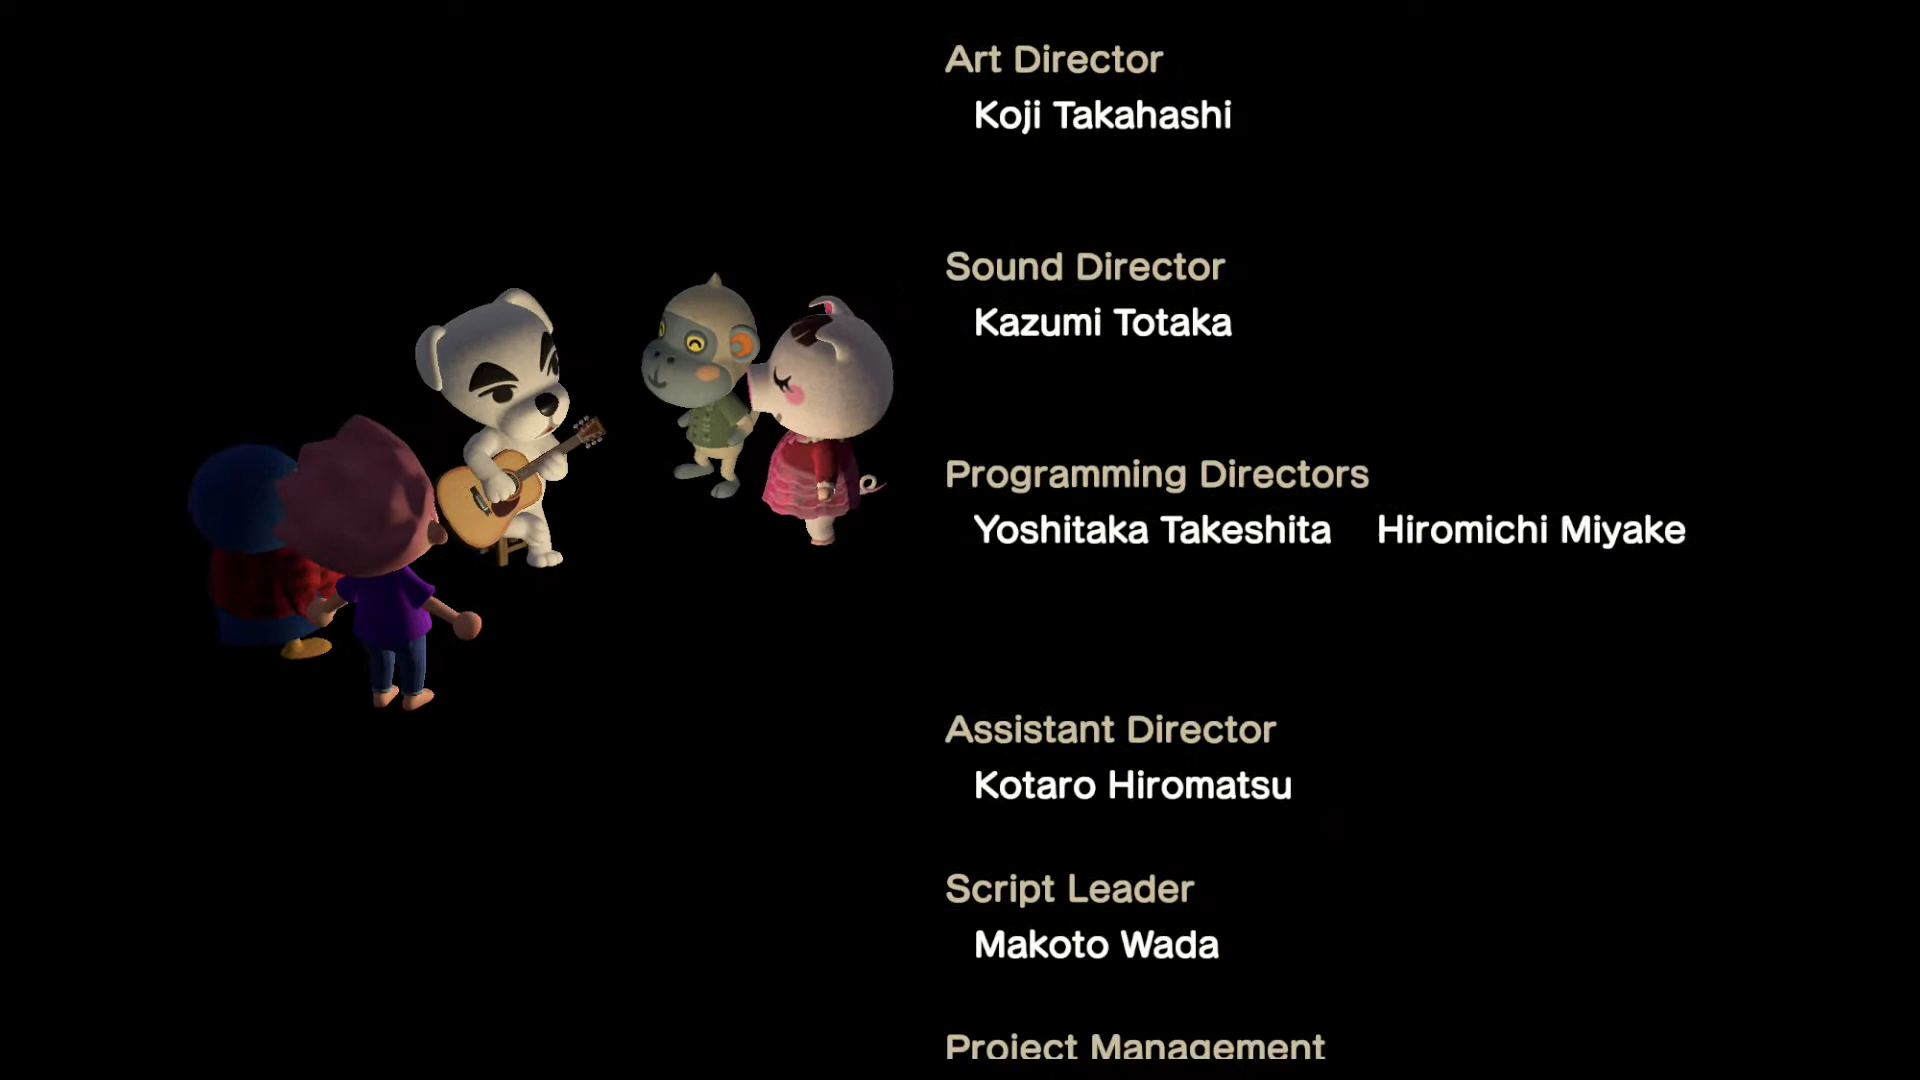 Art Director
Koji Takahashi
Sound Director
Kazumi Totaka
Programming Directors
Yoshitaka Takeshita Hiromichi Miyake
Assistant Director
Kotaro Hiromatsu
Script Leader
Makoto Wada
Project Management